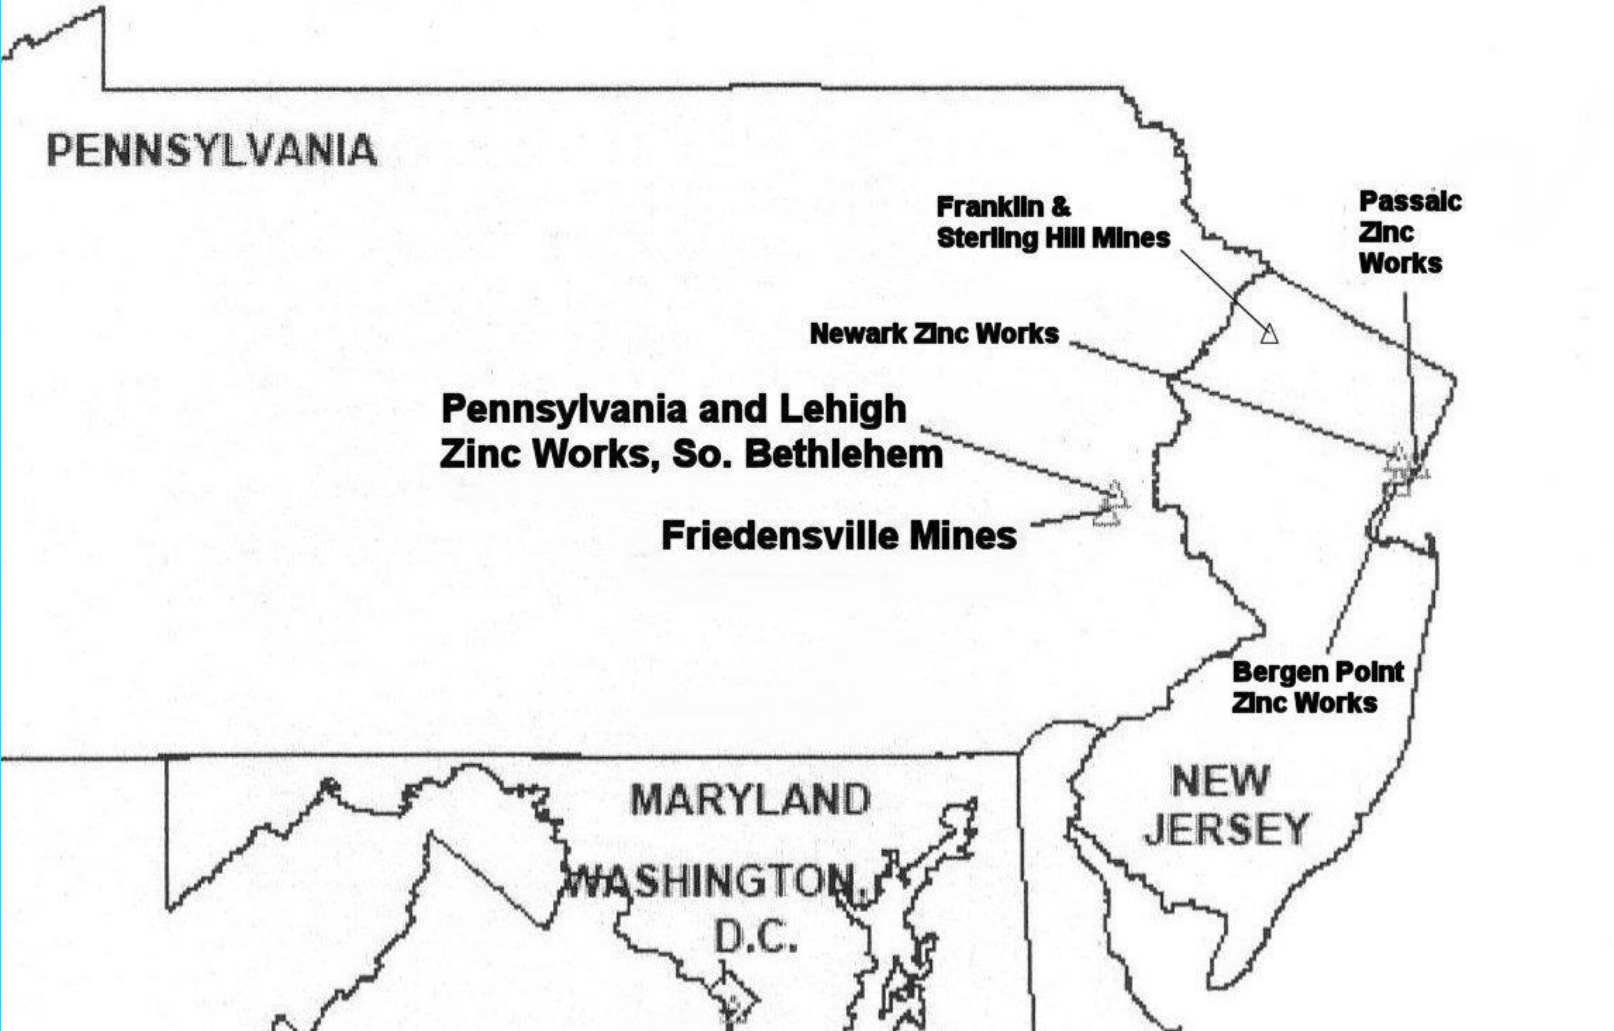 PENNSYLVANIA
Franklin &
Sterling Hill Mines
Passaic
Zinc
Works
Newark Zinc Works
Pennsylvania and Lehigh
Zinc Works, So. Bethlehem
Friedensville Mines
Bergen Point
Zinc Works
NEW
JERSEY
MARYLAND
WASHINGTON,
D.C.